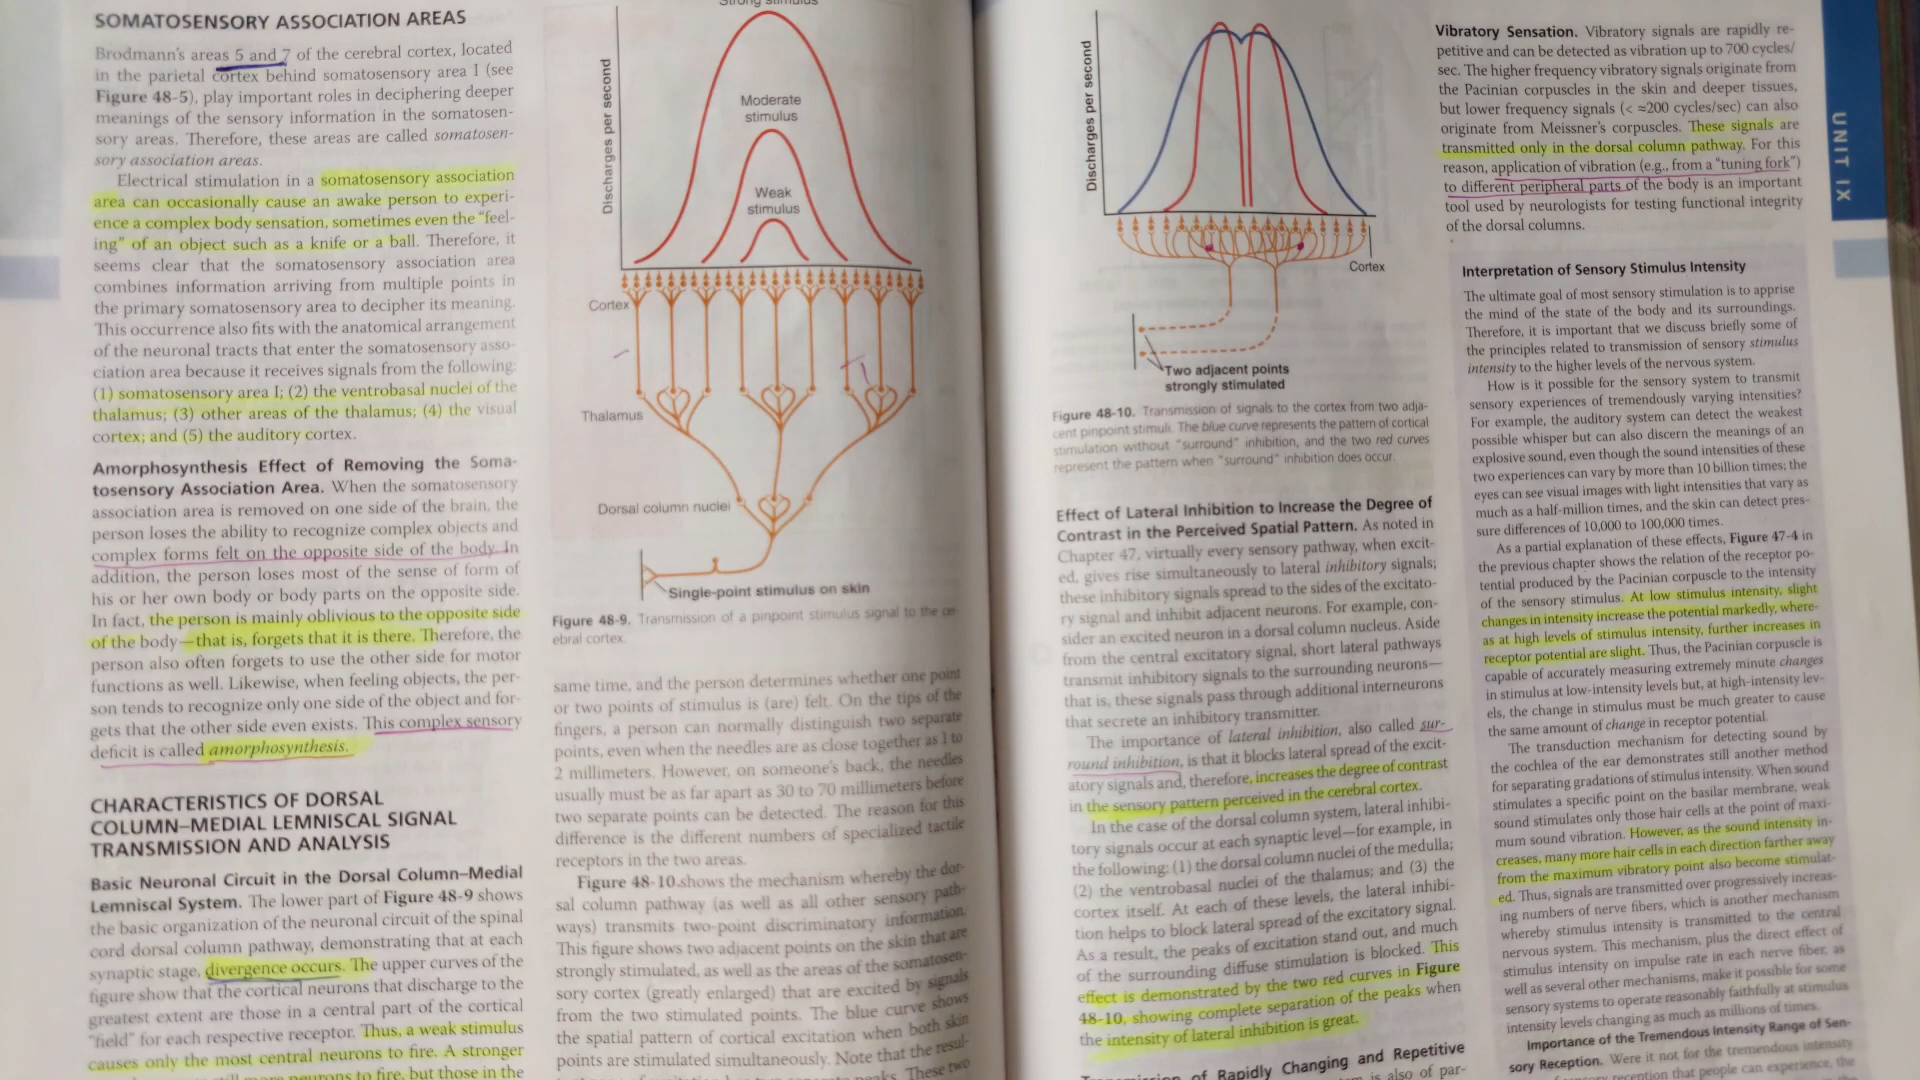 SOMATOSENSORY ASSOCIATION AREAS
Brodmann's areas 5 and 7 of the cerebral cortex, located
in the parietal cortex behind somatosensory area I (see
Figure 48-5), play important roles in deciphering deeper
meanings of the sensory information in the somatosen-
sory areas. Therefore, these areas are called somatosen-
sory association areas.
Electrical stimulation in a somatosensory association
area can occasionally cause an awake person to experi-
ence a complex body sensation, sometimes even the "feel-
ing" of an object such as a knife or a ball. Therefore, it
seems clear that the somatosensory association area
combines information arriving from multiple points in
the primary somatosensory area to decipher its meaning.
This occurrence also fits with the anatomical arrangement
of the neuronal tracts that enter the somatosensory asso-
ciation area because it receives signals from the following:
(1) somatosensory area I; (2) the ventrobasal nuclei of the
thalamus; (3) other areas of the thalamus; (4) the visual
cortex; and (5) the auditory cortex.
Amorphosynthesis Effect of Removing the Soma-
tosensory Association Area. When the somatosensory
association area is removed on one side of the brain, the
person loses the ability to recognize complex objects and
complex forms felt on the opposite side of the body. In
addition, the person loses most of the sense of form of
his or her own body or body parts on the opposite side.
In fact, the person is mainly oblivious to the opposite side
of the body—that is, forgets that it is there. Therefore, the
person also often forgets to use the other side for motor
functions as well. Likewise, when feeling objects, the per-
son tends to recognize only one side of the object and for-
gets that the other side even exists. This complex sensory
deficit is called amorphosynthesis.
CHARACTERISTICS OF DORSAL
COLUMN–MEDIAL LEMNISCAL SIGNAL
TRANSMISSION AND ANALYSIS
Basic Neuronal Circuit in the Dorsal Column–Medial
Lemniscal System. The lower part of Figure 48-9 shows
the basic organization of the neuronal circuit of the spinal
cord dorsal column pathway, demonstrating that at each
synaptic stage, divergence occurs. The upper curves of the
figure show that the cortical neurons that discharge to the
greatest extent are those in a central part of the cortical
"field" for each respective receptor. Thus, a weak stimulus
causes only the most central neurons to fire. A stronger
neurons to fire, but those in the
Strong stimulus
Discharges per second
Moderate
stimulus
Weak
stimulus
Cortex
Thalamus
Dorsal column nuclei
Single-point stimulus on skin
Figure 48-9. Transmission of a pinpoint stimulus signal to the ce-
ebral cortex.
same time, and the person determines whether one point
or two points of stimulus is (are) felt. On the tips of the
fingers, a person can normally distinguish two separate
points, even when the needles are as close together as 1 to
2 millimeters. However, on someone's back, the needles
usually must be as far apart as 30 to 70 millimeters before
two separate points can be detected. The reason for this
difference is the different numbers of specialized tactile
receptors in the two areas.
Figure 48-10 shows the mechanism whereby the dor-
sal column pathway (as well as all other sensory path-
ways) transmits two-point discriminatory information.
This figure shows two adjacent points on the skin that are
strongly stimulated, as well as the areas of the somatosen-
sory cortex (greatly enlarged) that are excited by signals
from the two stimulated points. The blue curve shows
the spatial pattern of cortical excitation when both skin
points are stimulated simultaneously. Note that the resul-
peaks. These two
Discharges per second
Cortex
Two adjacent points
strongly stimulated
Figure 48-10. Transmission of signals to the cortex from two adja-
cent pinpoint stimuli. The blue curve represents the pattern of cortical
stimulation without "surround" inhibition, and the two red curves
represent the pattern when "surround" inhibition does occur.
Effect of Lateral Inhibition to Increase the Degree of
Contrast in the Perceived Spatial Pattern. As noted in
Chapter 47, virtually every sensory pathway, when excit-
ed, gives rise simultaneously to lateral inhibitory signals;
these inhibitory signals spread to the sides of the excitato-
ry signal and inhibit adjacent neurons. For example, con-
sider an excited neuron in a dorsal column nucleus. Aside
from the central excitatory signal, short lateral pathways
transmit inhibitory signals to the surrounding neurons—
that is, these signals pass through additional interneurons
that secrete an inhibitory transmitter.
The importance of lateral inhibition, also called sur-
round inhibition, is that it blocks lateral spread of the excit-
atory signals and, therefore, increases the degree of contrast
in the sensory pattern perceived in the cerebral cortex.
In the case of the dorsal column system, lateral inhibi-
tory signals occur at each synaptic level—for example, in
the following: (1) the dorsal column nuclei of the medulla;
(2) the ventrobasal nuclei of the thalamus; and (3) the
cortex itself. At each of these levels, the lateral inhibi-
tion helps to block lateral spread of the excitatory signal.
As a result, the peaks of excitation stand out, and much
of the surrounding diffuse stimulation is blocked. This
effect is demonstrated by the two red curves in Figure
48-10, showing complete separation of the peaks when
the intensity of lateral inhibition is great.
of Rapidly Changing and Repetitive
is also of par-
Vibratory Sensation. Vibratory signals are rapidly re-
petitive and can be detected as vibration up to 700 cycles/
sec. The higher frequency vibratory signals originate from
the Pacinian corpuscles in the skin and deeper tissues,
but lower frequency signals (< ≈200 cycles/sec) can also
originate from Meissner's corpuscles. These signals are
transmitted only in the dorsal column pathway. For this
reason, application of vibration (e.g., from a "tuning fork")
to different peripheral parts of the body is an important
tool used by neurologists for testing functional integrity
of the dorsal columns.
Interpretation of Sensory Stimulus Intensity
The ultimate goal of most sensory stimulation is to apprise
the mind of the state of the body and its surroundings.
Therefore, it is important that we discuss briefly some of
the principles related to transmission of sensory stimulus
intensity to the higher levels of the nervous system.
How is it possible for the sensory system to transmit
sensory experiences of tremendously varying intensities?
For example, the auditory system can detect the weakest
possible whisper but can also discern the meanings of an
explosive sound, even though the sound intensities of these
two experiences can vary by more than 10 billion times; the
eyes can see visual images with light intensities that vary as
much as a half-million times, and the skin can detect pres-
sure differences of 10,000 to 100,000 times.
As a partial explanation of these effects, Figure 47-4 in
the previous chapter shows the relation of the receptor po-
tential produced by the Pacinian corpuscle to the intensity
of the sensory stimulus. At low stimulus intensity, slight
changes in intensity increase the potential markedly, where-
as at high levels of stimulus intensity, further increases in
receptor potential are slight. Thus, the Pacinian corpuscle is
capable of accurately measuring extremely minute changes
in stimulus at low-intensity levels but, at high-intensity lev-
els, the change in stimulus must be much greater to cause
the same amount of change in receptor potential.
The transduction mechanism for detecting sound by
the cochlea of the ear demonstrates still another method
for separating gradations of stimulus intensity. When sound
stimulates a specific point on the basilar membrane, weak
sound stimulates only those hair cells at the point of maxi-
mum sound vibration. However, as the sound intensity in-
creases, many more hair cells in each direction farther away
from the maximum vibratory point also become stimulat-
ed. Thus, signals are transmitted over progressively increas-
ing numbers of nerve fibers, which is another mechanism
whereby stimulus intensity is transmitted to the central
nervous system. This mechanism, plus the direct effect of
stimulus intensity on impulse rate in each nerve fiber, as
well as several other mechanisms, make it possible for some
sensory systems to operate reasonably faithfully at stimulus
intensity levels changing as much as millions of times.
Importance of the Tremendous Intensity Range of Sen-
sory Reception. Were it not for the tremendous intensity
reception that people can experience, the
UNIT IX